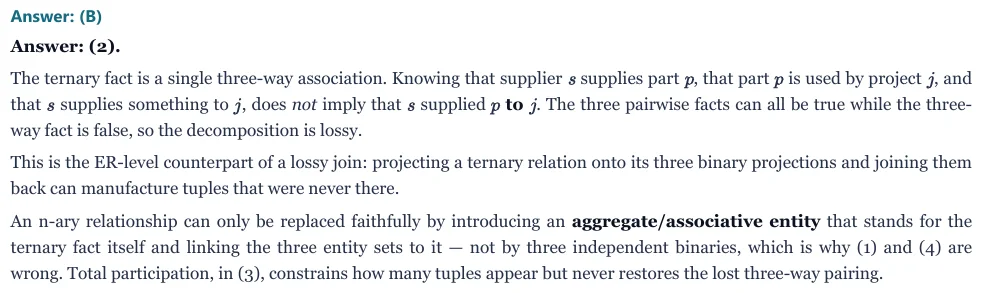 Answer: (B)
Answer: (2).
The ternary fact is a single three-way association. Knowing that supplier s supplies part p, that part p is used by project j, and
that s supplies something to j, does not imply that s supplied p to j. The three pairwise facts can all be true while the three-
way fact is false, so the decomposition is lossy.
This is the ER-level counterpart of a lossy join: projecting a ternary relation onto its three binary projections and joining them
back can manufacture tuples that were never there.
An n-ary relationship can only be replaced faithfully by introducing an aggregate/associative entity that stands for the
ternary fact itself and linking the three entity sets to it — not by three independent binaries, which is why (1) and (4) are
wrong. Total participation, in (3), constrains how many tuples appear but never restores the lost three-way pairing.